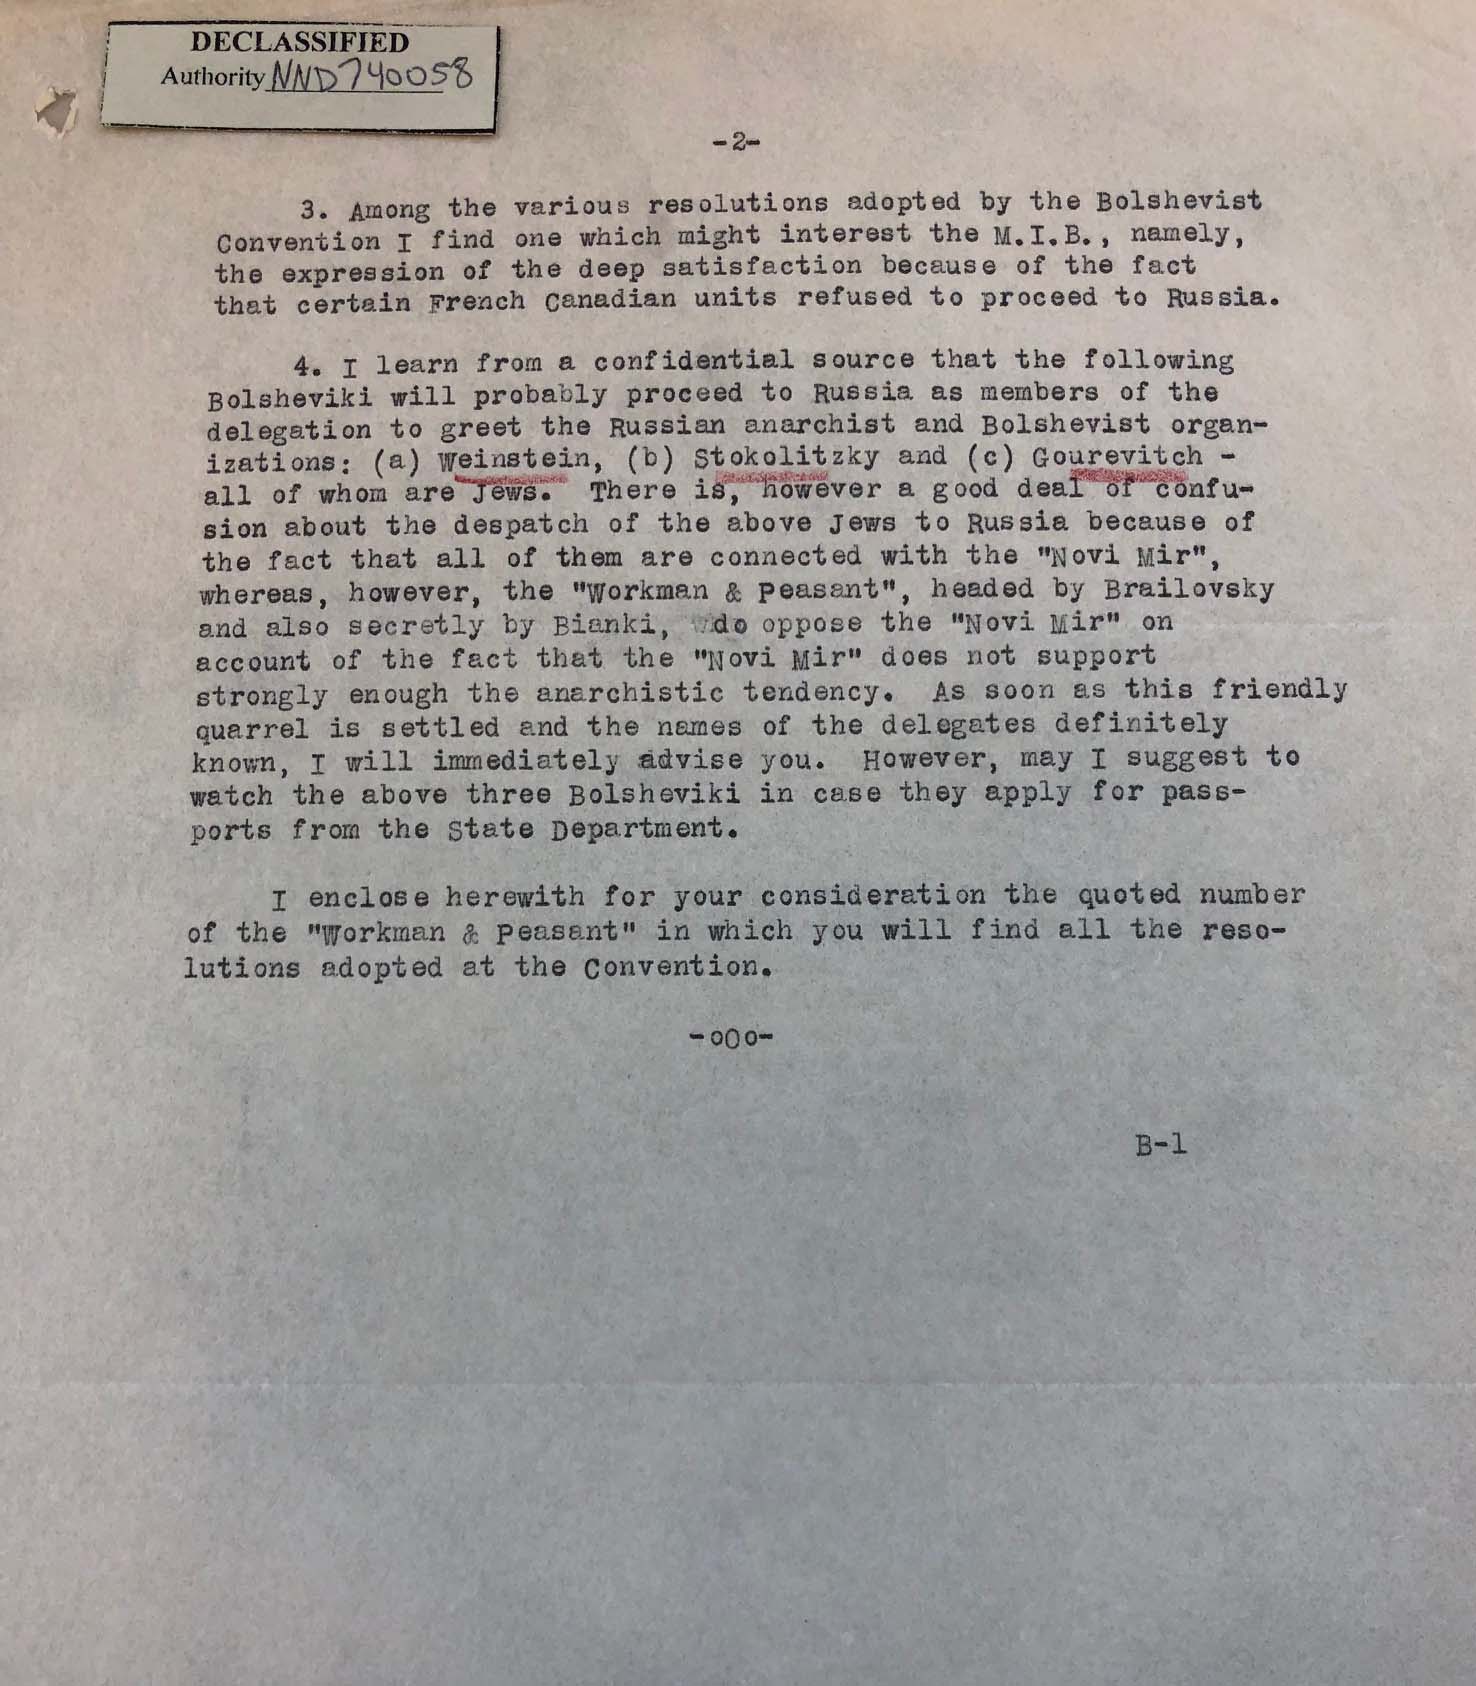 DECLASSIFIED
Authority NND740058
-2-
3. Among the various resolutions adopted by the Bolshevist
Convention I find one which might interest the M.I.B., namely,
the expression of the deep satisfaction because of the fact
that certain French Canadian units refused to proceed to Russia.
4. I learn from a confidential source that the following
Bolsheviki will probably proceed to Russia as members of the
delegation to greet the Russian anarchist and Bolshevist organ-
izations: (a) Weinstein, (b) Stokolitzky and (c) Gourevitch -
all of whom are Jews. There is, however a good deal of confu-
sion about the despatch of the above Jews to Russia because of
the fact that all of them are connected with the "Novi Mir",
whereas, however, the "Workman & Peasant", headed by Brailovsky
and also secretly by Bianki, do oppose the "Novi Mir" on
account of the fact that the "Novi Mir" does not support
strongly enough the anarchistic tendency. As soon as this friendly
quarrel is settled and the names of the delegates definitely
known, I will immediately advise you. However, may I suggest to
watch the above three Bolsheviki in case they apply for pass-
ports from the State Department.
I enclose herewith for your consideration the quoted number
of the "Workman & Peasant" in which you will find all the reso-
lutions adopted at the Convention.
-oOo-
B-1